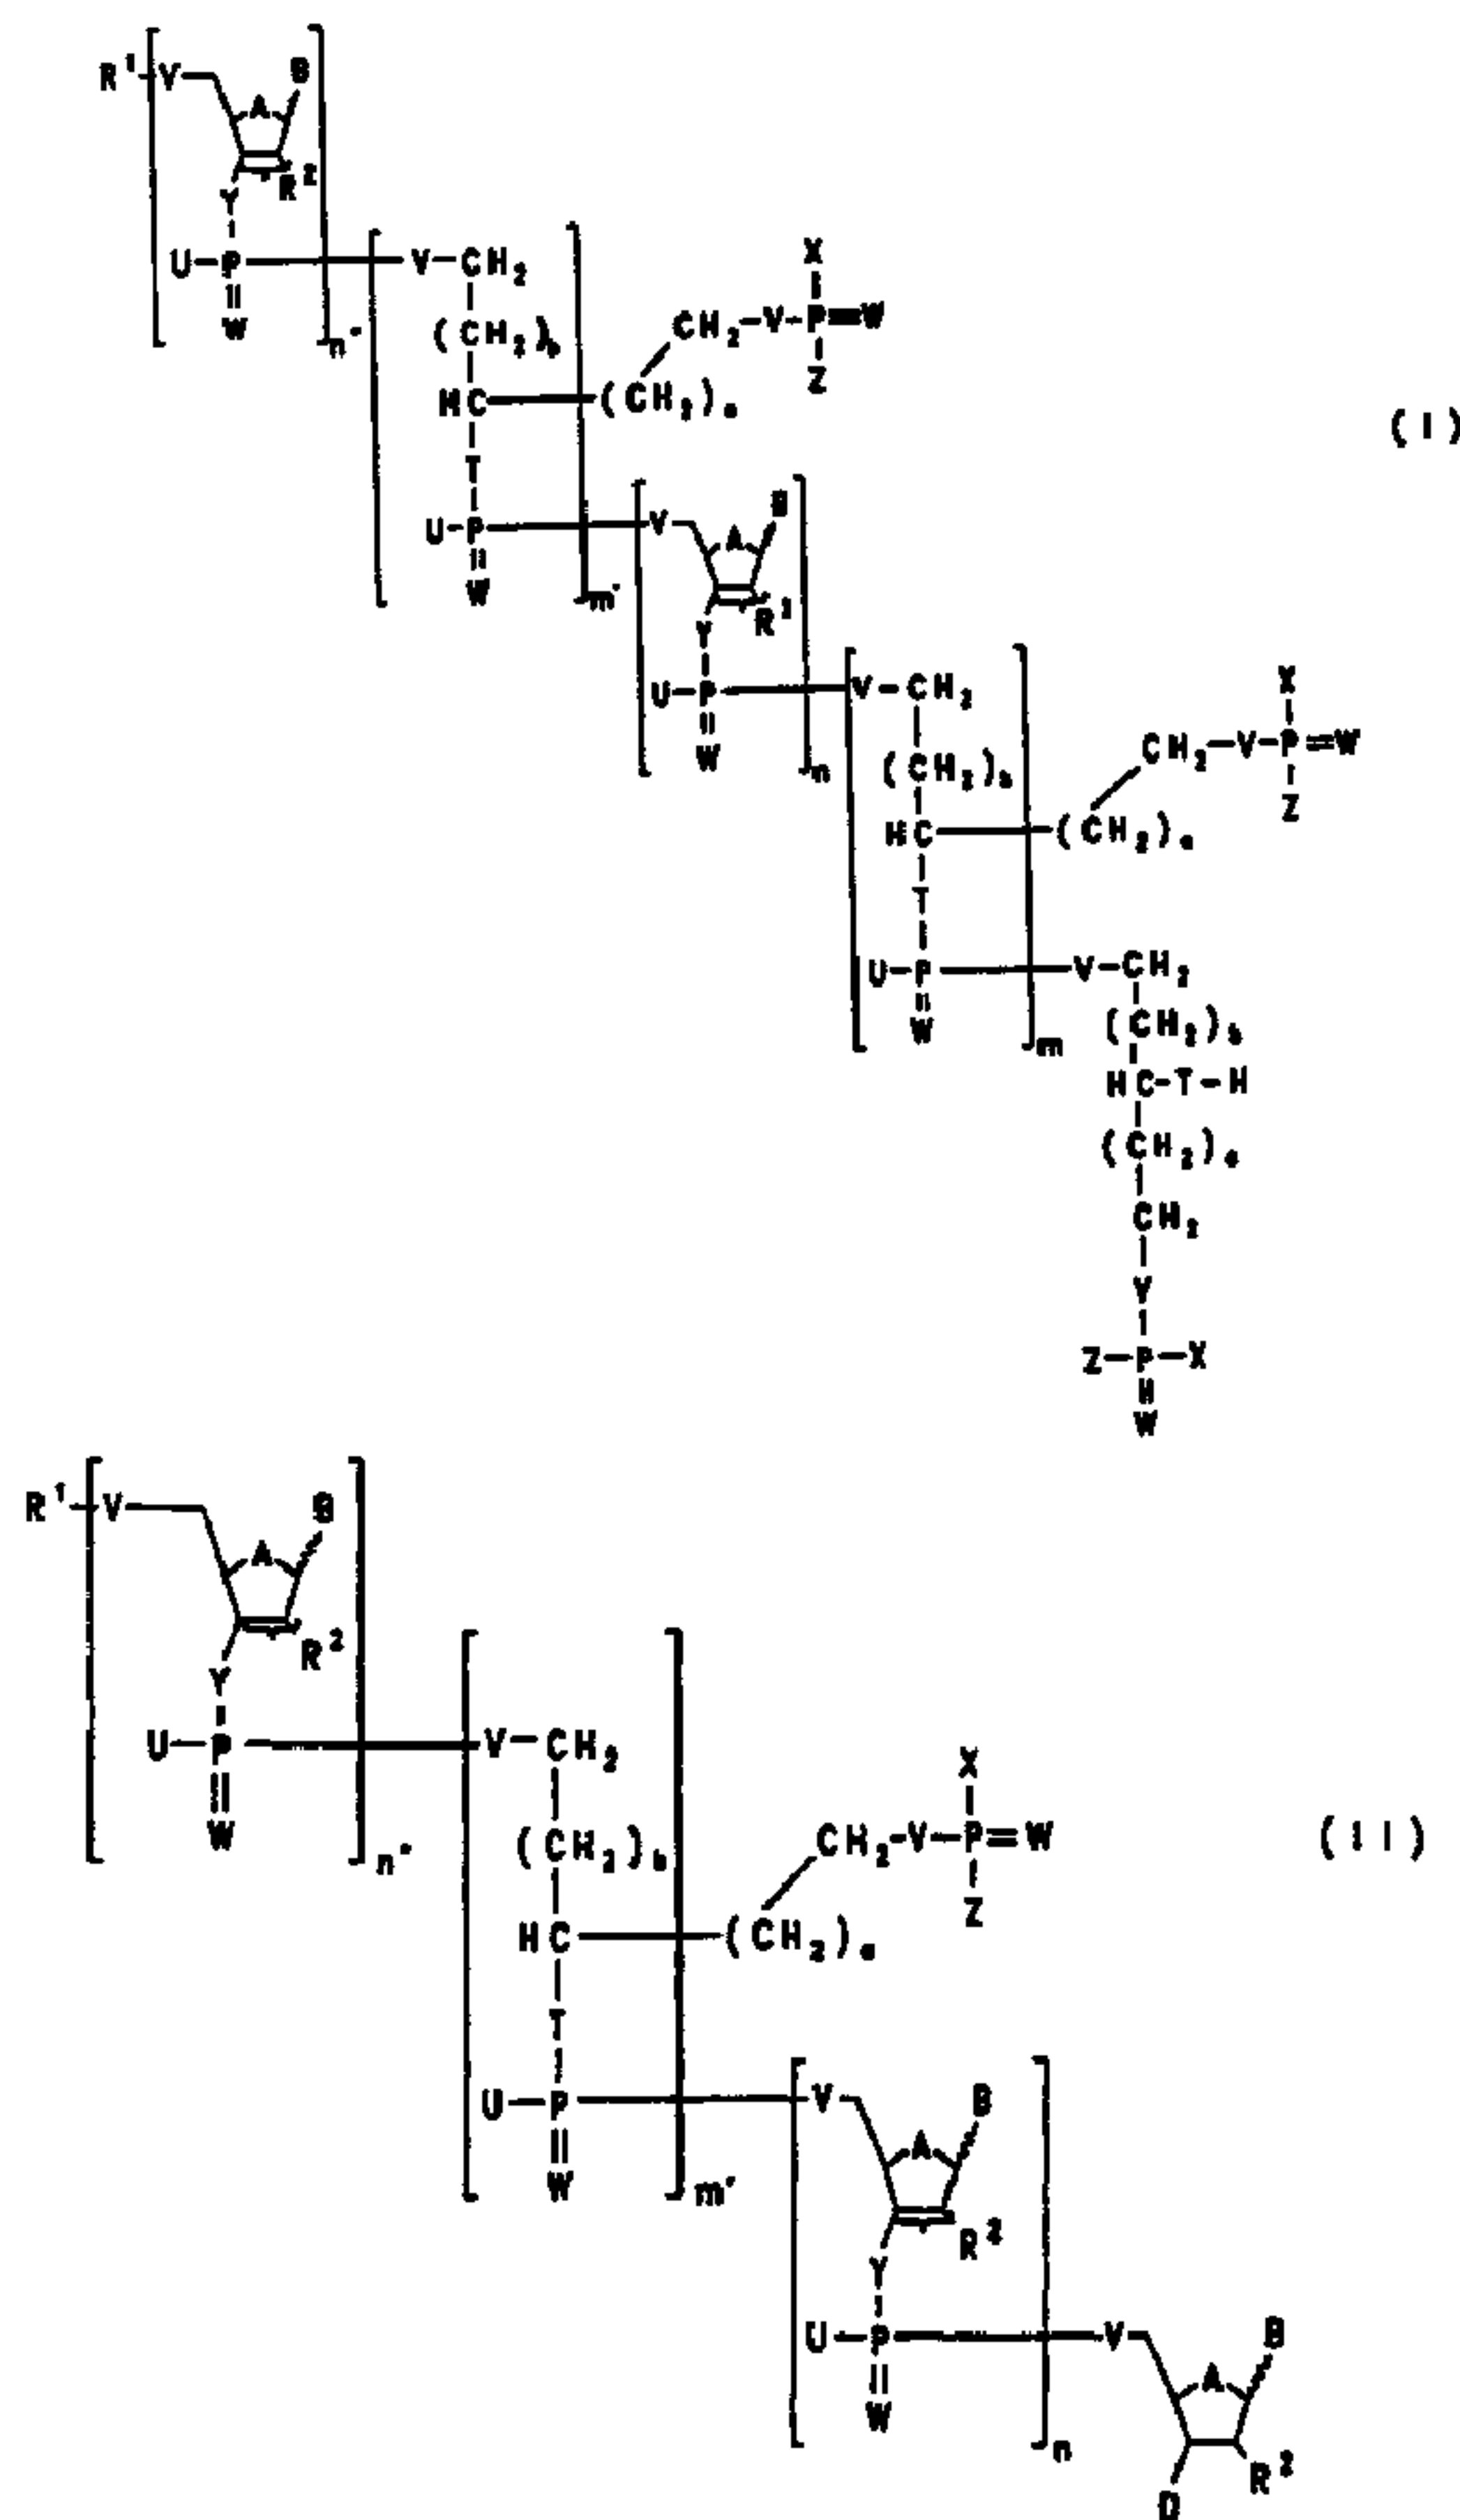 R¹ V B
A
R²
Y
U P V-CH₂ X
W n' (CH₂)b CH₂-V-P=W
HC (CH₂)a Z
(I)
T
V B
U-P A
W m' R²
Y
U-P V-CH₂ X
W n (CH₂)b CH₂-V-P=W
HC (CH₂)a Z
T
U-P V-CH₂
W m (CH₂)b
HC-T-H
(CH₂)a
CH₂
V
Z-P-X
W
R¹ V B
A
R²
Y
U-P V-CH₂ X
W n' (CH₂)b CH₂-V-P=W (II)
Z
HC (CH₂)a
T
U-P V B
W m' A
R²
Y
U-P V B
W A
n R²